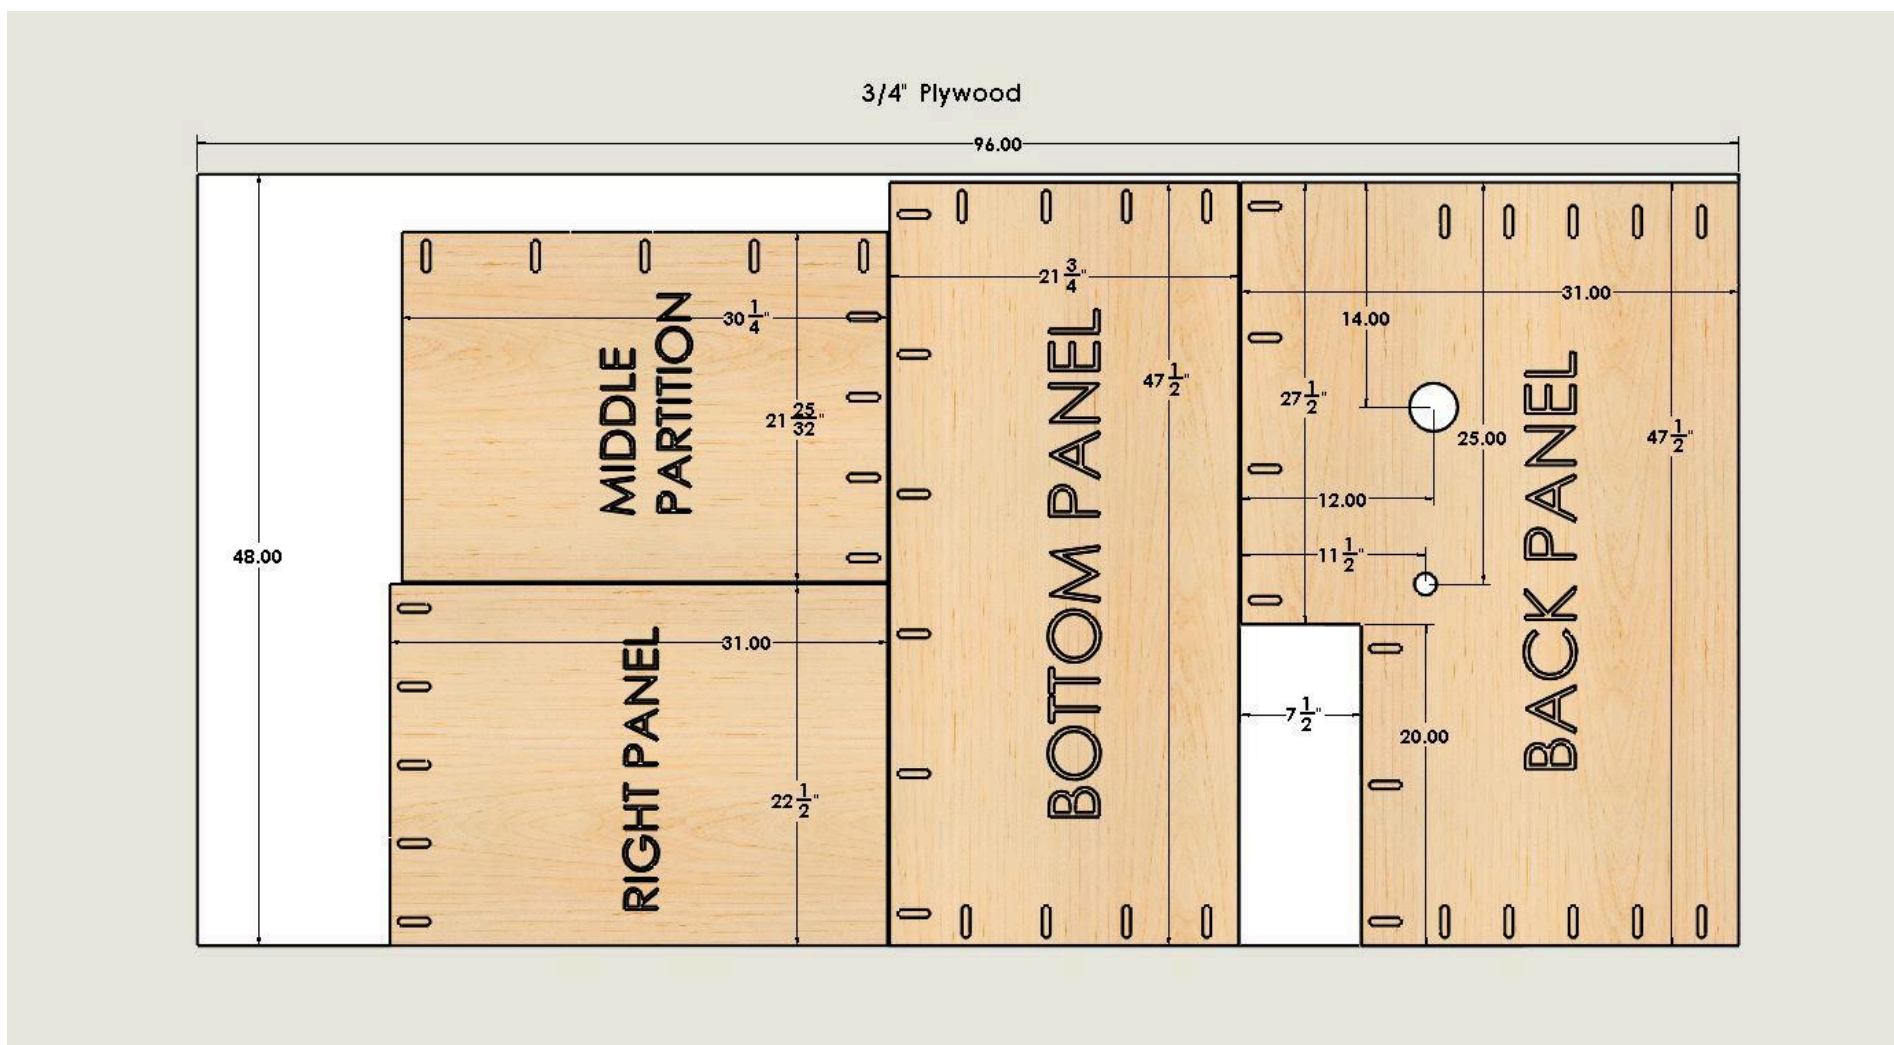 3/4" Plywood
96.00
48.00
MIDDLE
PARTITION
30 1/4"
21 25/32"
RIGHT PANEL
31.00
22 1/2"
BOTTOM PANEL
21 3/4"
47 1/2"
BACK PANEL
31.00
14.00
27 1/2"
25.00
47 1/2"
12.00
11 1/2"
7 1/2"
20.00